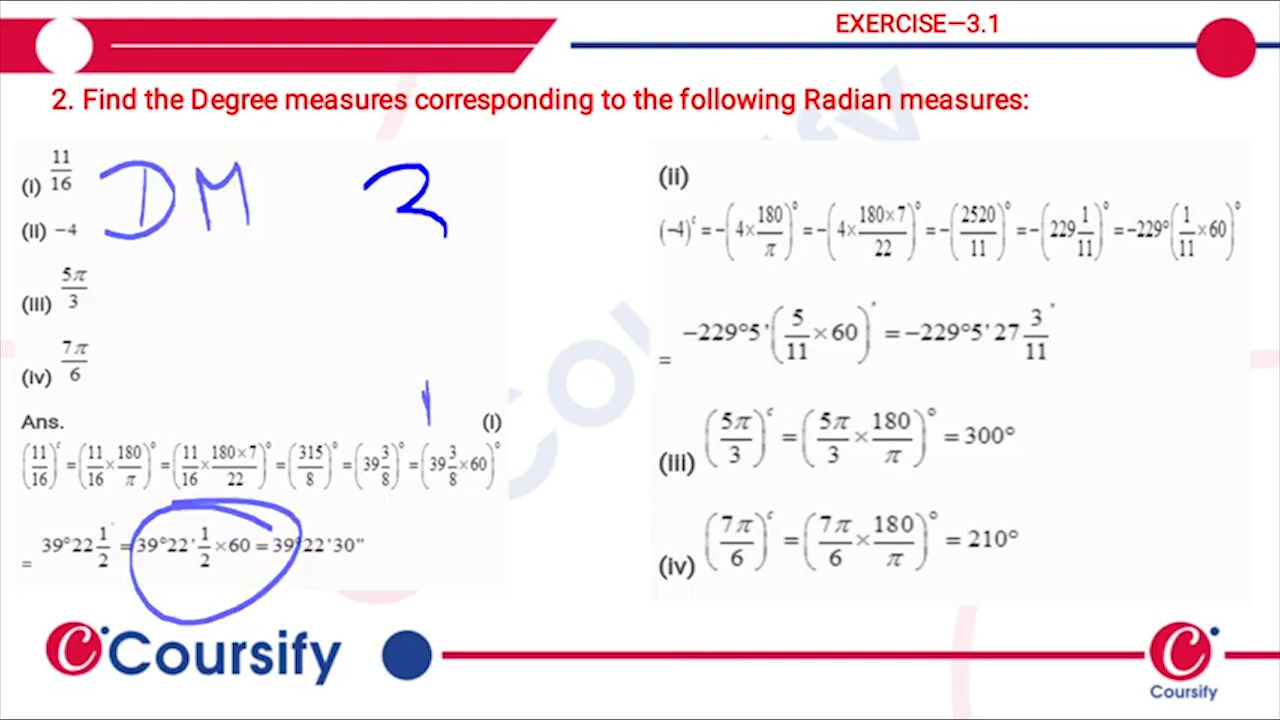 EXERCISE—3.1
2. Find the Degree measures corresponding to the following Radian measures:
(i) 11/16
DM
(ii) −4
(iii) 5π/3
(iv) 7π/6
Ans.
(i)
(11/16)ᶜ = (11/16 × 180/π)° = (11/16 × 180×7/22)° = (315/8)° = (39 3/8)° = (39 3/8 × 60)°
= 39°22 1/2' = 39°22' 1/2 × 60 = 39°22'30"
(ii)
(−4)ᶜ = −(4 × 180/π)° = −(4 × 180×7/22)° = −(2520/11)° = −(229 1/11)° = −229°(1/11 × 60)°
= −229°5'(5/11 × 60)' = −229°5'27 3/11'
(iii) (5π/3)ᶜ = (5π/3 × 180/π)° = 300°
(iv) (7π/6)ᶜ = (7π/6 × 180/π)° = 210°
Coursify
Coursify